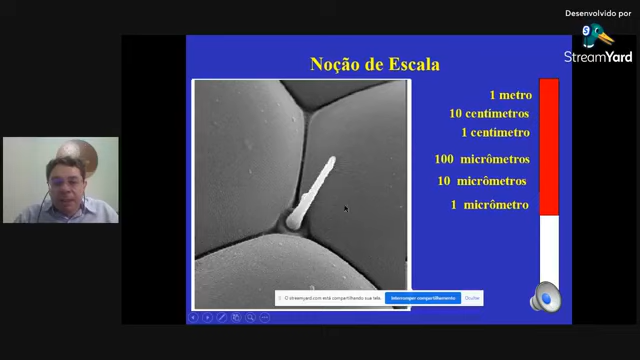 Desenvolvido por
StreamYard
Noção de Escala
1 metro
10 centímetros
1 centímetro
100 micrômetros
10 micrômetros
1 micrômetro
O streamyard.com está compartilhando sua tela.
Interromper compartilhamento
Ocultar